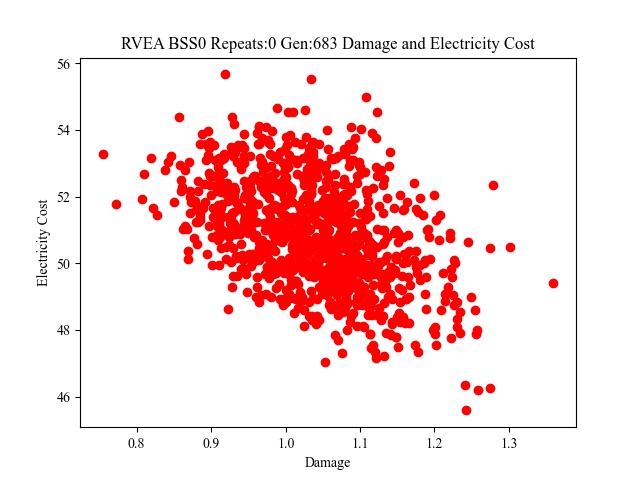 RVEA BSS0 Repeats:0 Gen:683 Damage and Electricity Cost
56
54
52
50
48
46
Electricity Cost
0.8 0.9 1.0 1.1 1.2 1.3
Damage